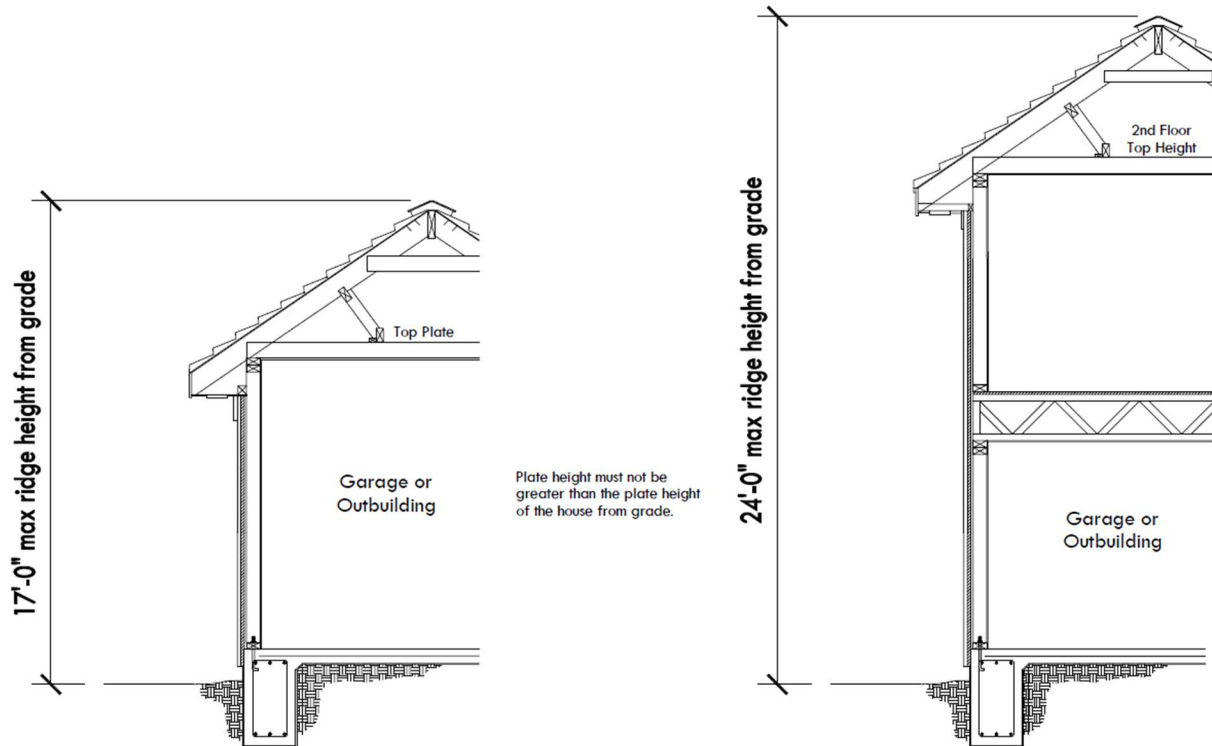 17'-0" max ridge height from grade
Top Plate
Garage or
Outbuilding
Plate height must not be
greater than the plate height
of the house from grade.
24'-0" max ridge height from grade
2nd Floor
Top Height
Garage or
Outbuilding